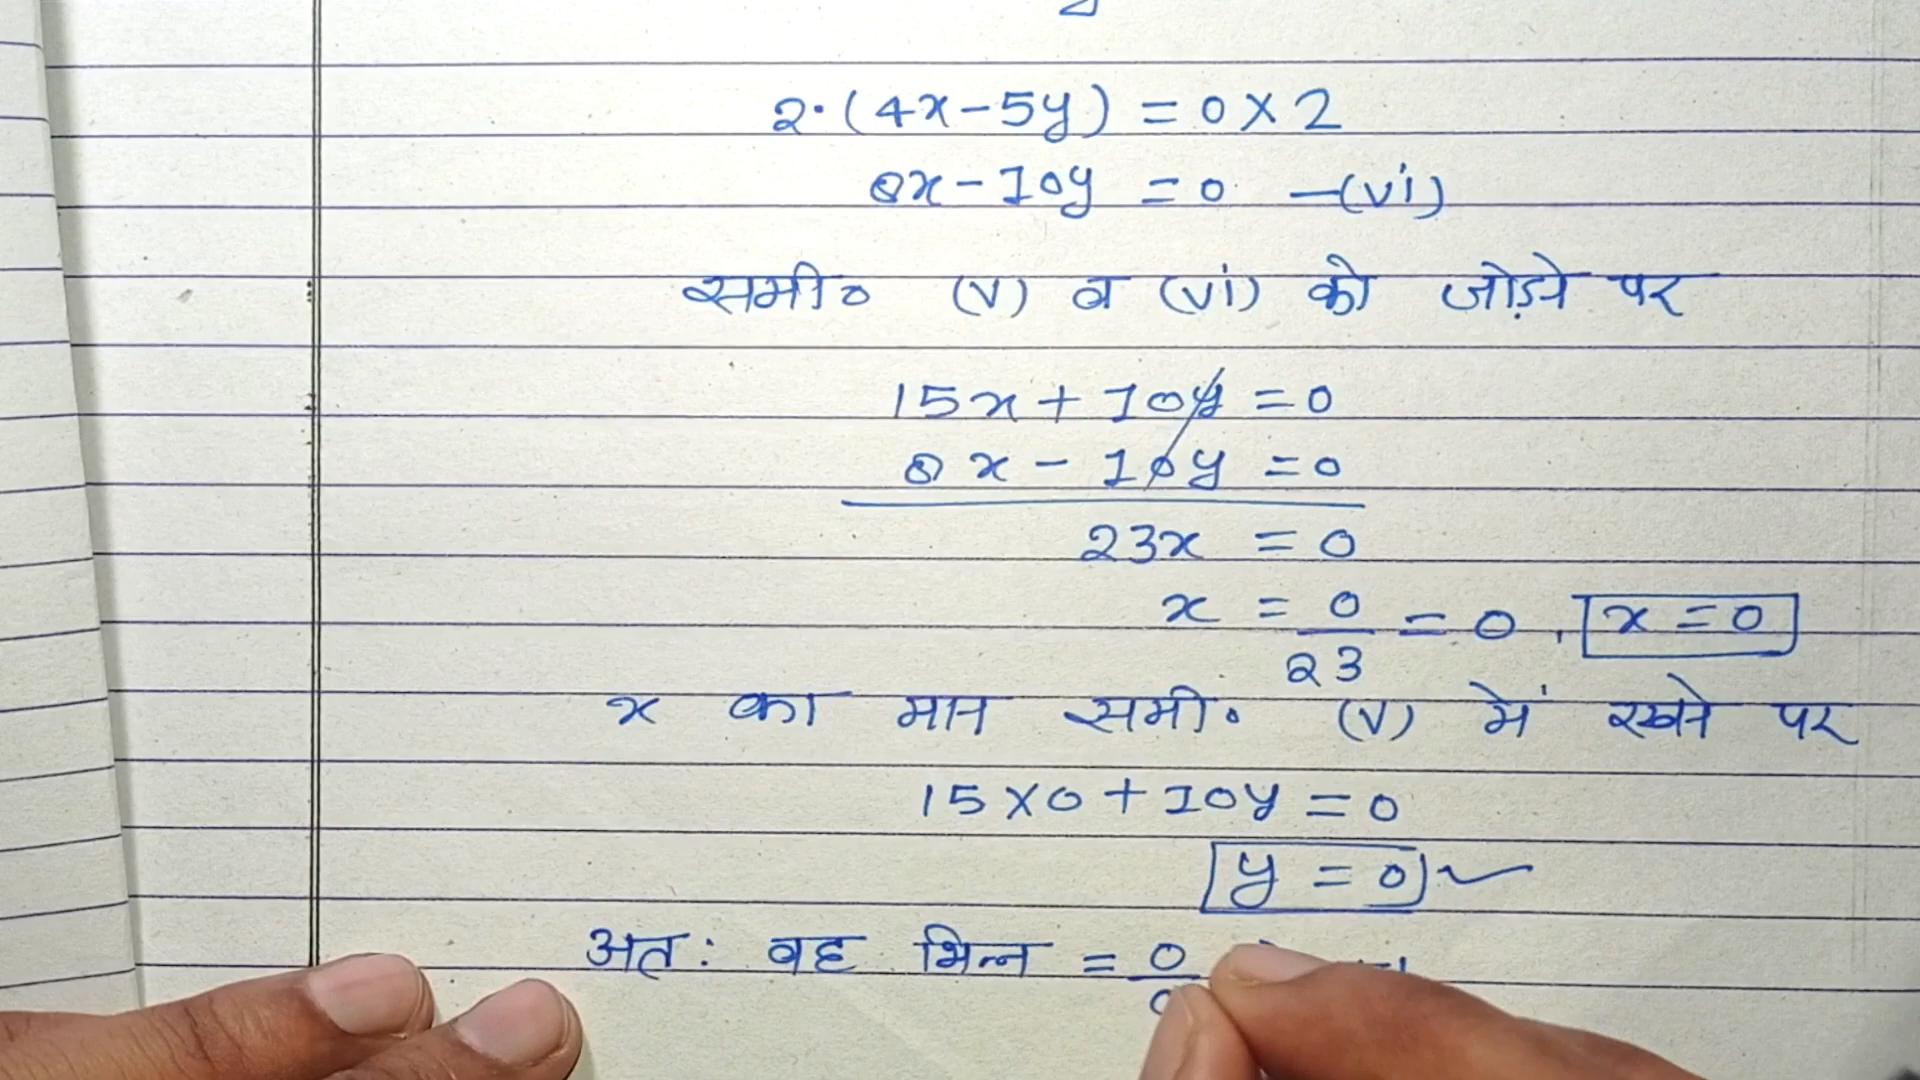 2·(4x-5y) = 0×2
8x-10y = 0 -(vi)
समी० (v) व (vi) को जोड़ने पर
15x+10y=0
8x-10y=0
23x = 0
x = 0/23 = 0, x=0
x का मान समी. (v) में रखने पर
15×0+10y=0
y=0
अत: वह भिन्न = 0